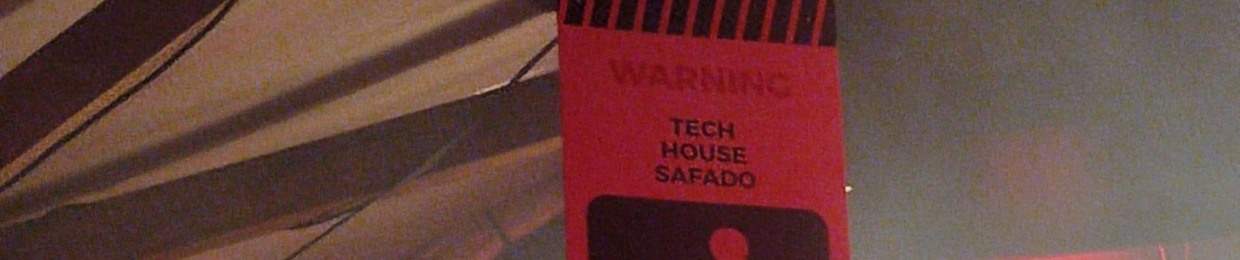 WARNING
TECH
HOUSE
SAFADO